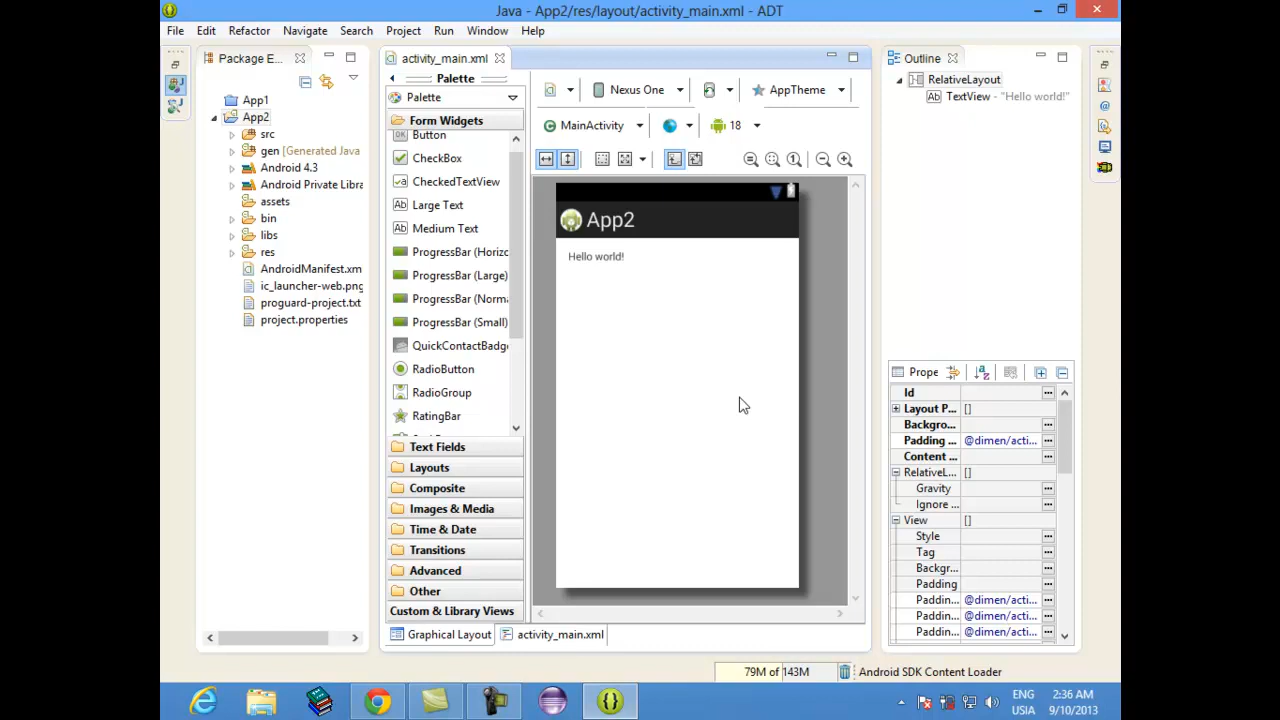 Java - App2/res/layout/activity_main.xml - ADT
File Edit Refactor Navigate Search Project Run Window Help
Package E...
App1
App2
src
gen [Generated Java
Android 4.3
Android Private Libra
assets
bin
libs
res
AndroidManifest.xm
ic_launcher-web.png
proguard-project.txt
project.properties
activity_main.xml
Palette
Palette
Form Widgets
Button
CheckBox
CheckedTextView
Large Text
Medium Text
ProgressBar (Horizo
ProgressBar (Large)
ProgressBar (Norma
ProgressBar (Small)
QuickContactBadge
RadioButton
RadioGroup
RatingBar
Text Fields
Layouts
Composite
Images & Media
Time & Date
Transitions
Advanced
Other
Custom & Library Views
Graphical Layout
activity_main.xml
Nexus One
AppTheme
MainActivity
18
App2
Hello world!
Outline
RelativeLayout
Ab TextView - "Hello world!"
Prope
Id
Layout P... []
Backgro...
Padding ... @dimen/acti...
Content ...
RelativeL... []
Gravity
Ignore ...
View []
Style
Tag
Backgr...
Padding
Paddin... @dimen/acti...
Paddin... @dimen/acti...
Paddin... @dimen/acti...
79M of 143M
Android SDK Content Loader
ENG 2:36 AM
USIA 9/10/2013